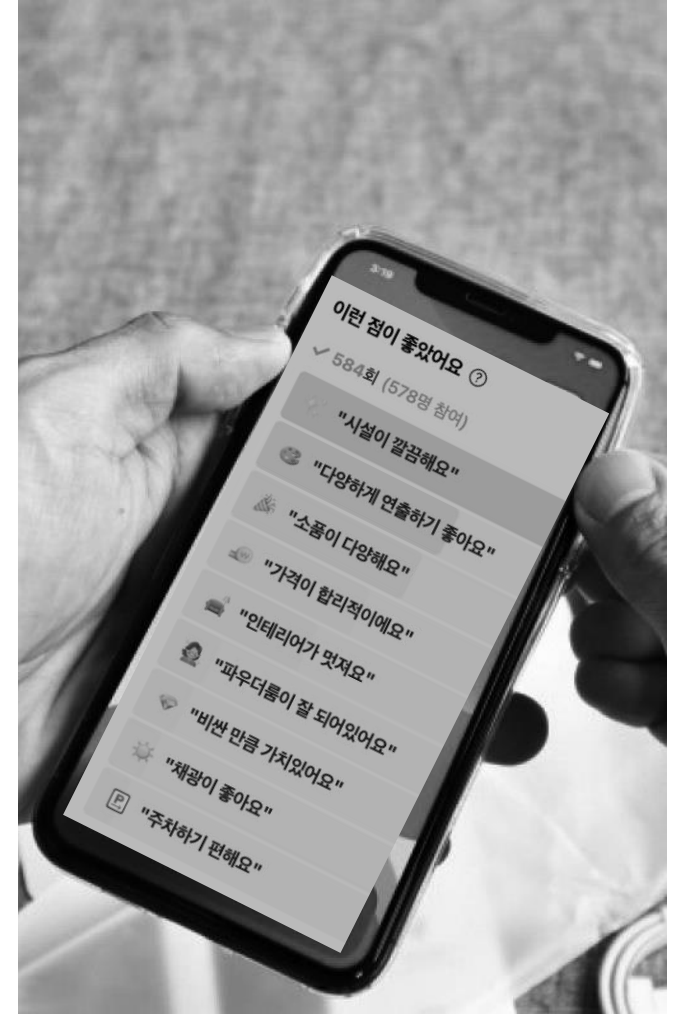 3:19
이런 점이 좋았어요 ?
584회 (578명 참여)
"시설이 깔끔해요"
"다양하게 연출하기 좋아요"
"소품이 다양해요"
"가격이 합리적이에요"
"인테리어가 멋져요"
"파우더룸이 잘 되어있어요"
"비싼 만큼 가치있어요"
"채광이 좋아요"
P "주차하기 편해요"